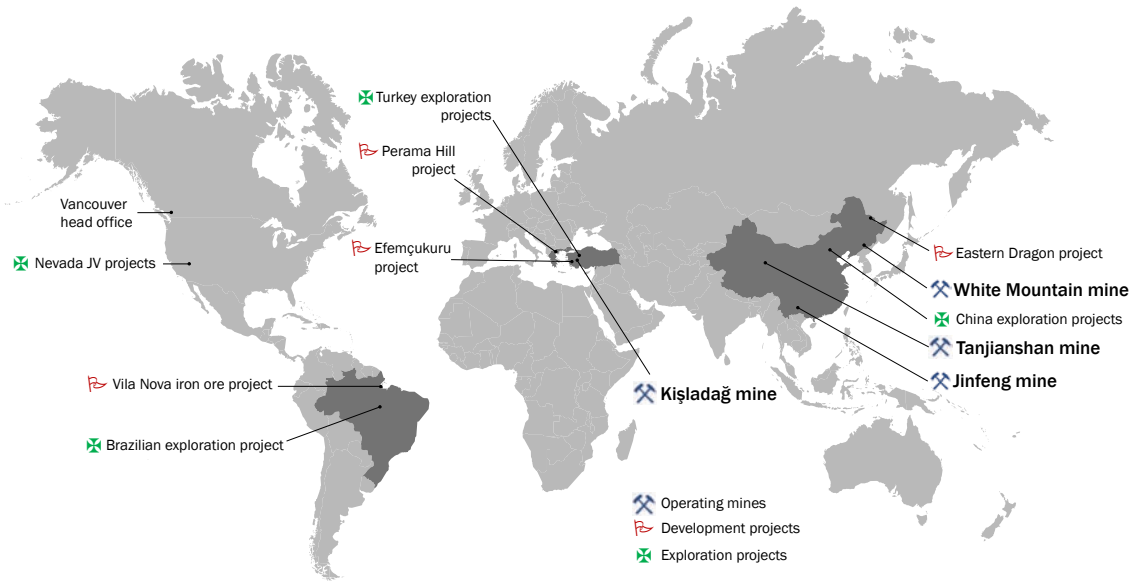 Turkey exploration
projects
Perama Hill
project
Vancouver
head office
Efemçukuru
project
Nevada JV projects
Eastern Dragon project
White Mountain mine
China exploration projects
Tanjianshan mine
Jinfeng mine
Kişladağ mine
Vila Nova iron ore project
Brazilian exploration project
Operating mines
Development projects
Exploration projects